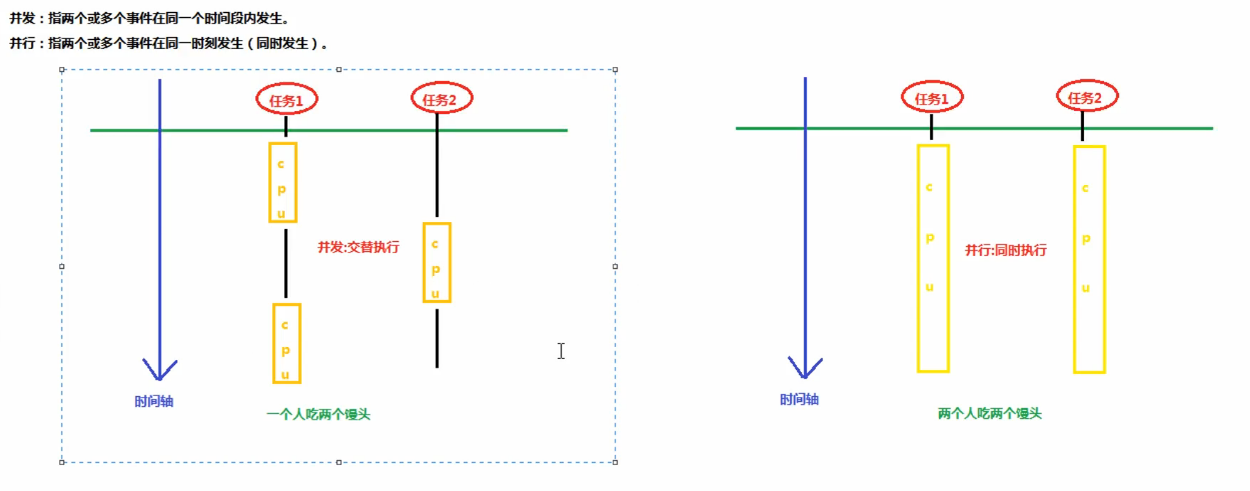 并发：指两个或多个事件在同一个时间段内发生。
并行：指两个或多个事件在同一时刻发生（同时发生）。
任务1
任务2
c
p
u
并发:交替执行
c
p
u
c
p
u
时间轴
一个人吃两个馒头
任务1
任务2
c
p
u
并行:同时执行
c
p
u
时间轴
两个人吃两个馒头